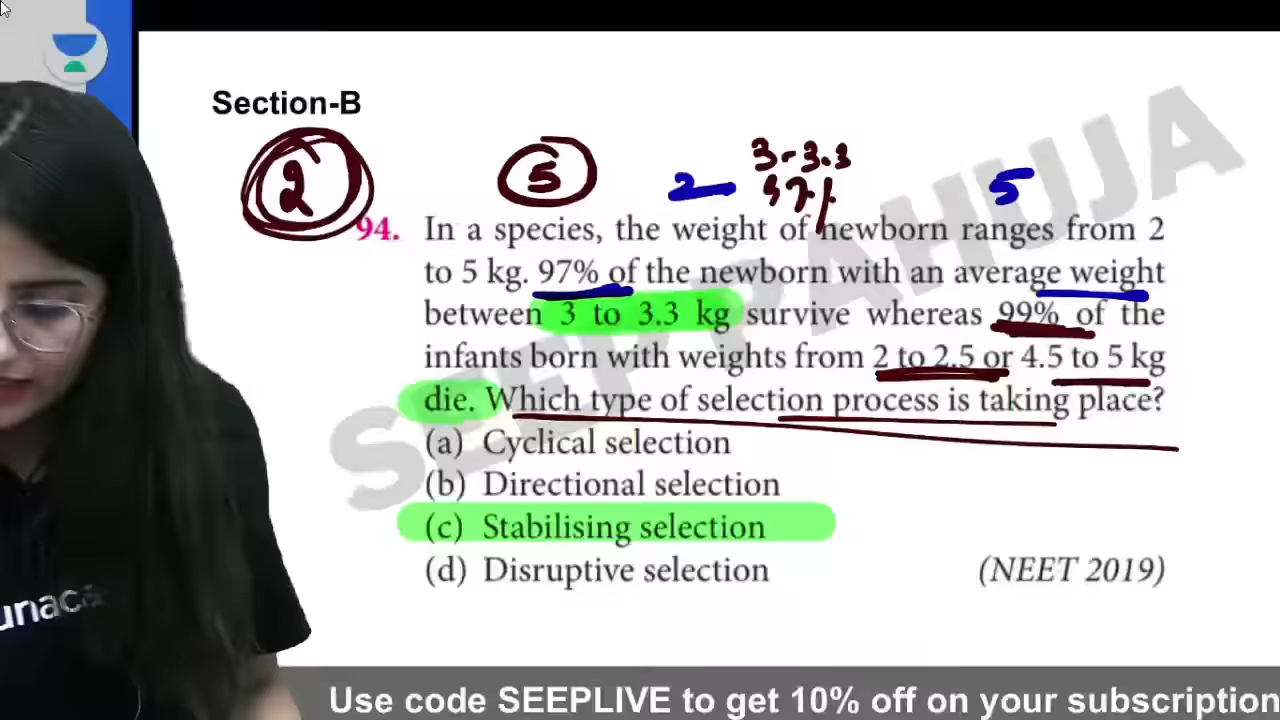 Section-B
2 5 2 3-3.3 5
97%
94. In a species, the weight of newborn ranges from 2
to 5 kg. 97% of the newborn with an average weight
between 3 to 3.3 kg survive whereas 99% of the
infants born with weights from 2 to 2.5 or 4.5 to 5 kg
die. Which type of selection process is taking place?
(a) Cyclical selection
(b) Directional selection
(c) Stabilising selection
(d) Disruptive selection (NEET 2019)
SEEP PAHUJA
unaca
Use code SEEPLIVE to get 10% off on your subscription